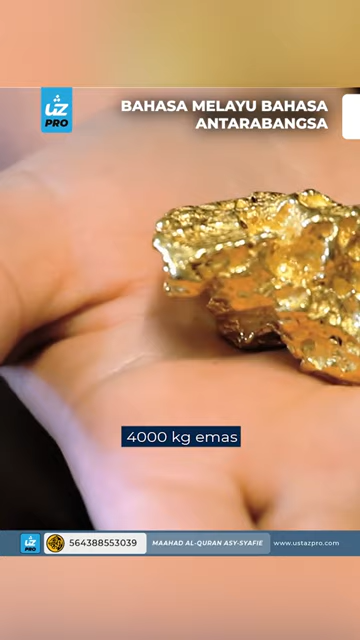 UZ
PRO
BAHASA MELAYU BAHASA
ANTARABANGSA
4000 kg emas
UZ
PRO
564388553039
MAAHAD AL-QURAN ASY-SYAFIE
www.ustazpro.com